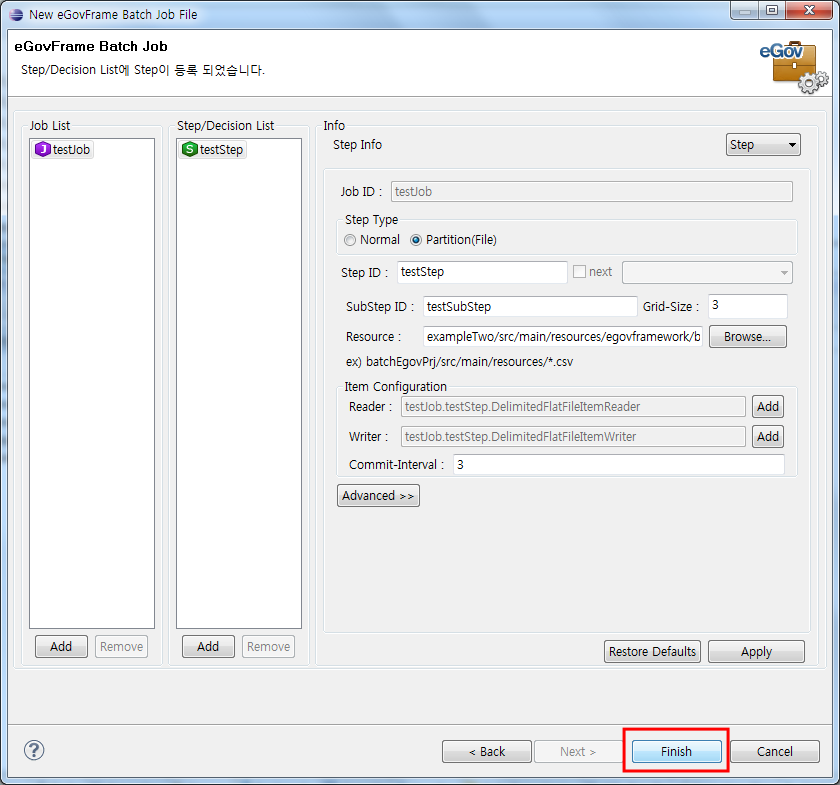 New eGovFrame Batch Job File
eGovFrame Batch Job
Step/Decision List에 Step이 등록 되었습니다.
eGov
Job List
Step/Decision List
Info
J testJob
S testStep
Step Info
Step
Job ID : testJob
Step Type
Normal Partition(File)
Step ID : testStep next
SubStep ID : testSubStep Grid-Size : 3
Resource : exampleTwo/src/main/resources/egovframework/b Browse...
ex) batchEgovPrj/src/main/resources/*.csv
Item Configuration
Reader : testJob.testStep.DelimitedFlatFileItemReader Add
Writer : testJob.testStep.DelimitedFlatFileItemWriter Add
Commit-Interval : 3
Advanced >>
Add Remove
Add Remove
Restore Defaults Apply
? < Back Next > Finish Cancel